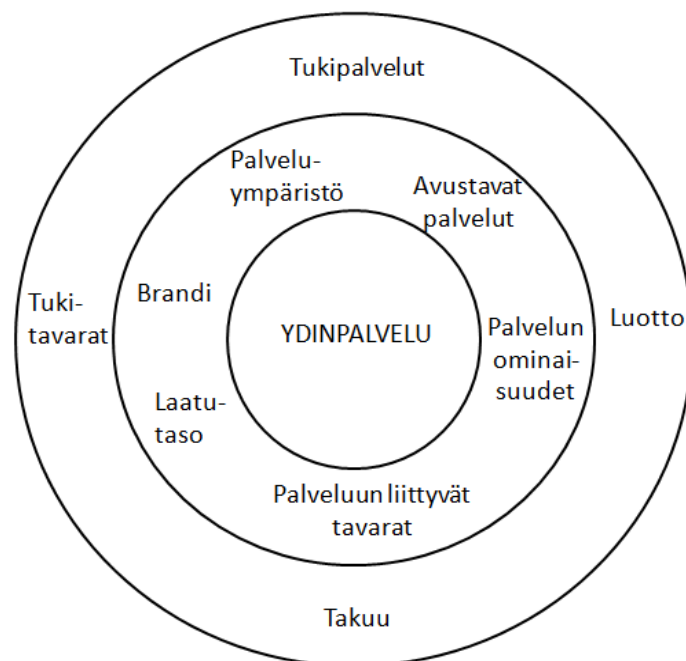 Tukipalvelut
Palvelu-
ympäristö
Avustavat
palvelut
Tuki-
tavarat
Brandi
YDINPALVELU
Palvelun
ominai-
suudet
Luotto
Laatu-
taso
Palveluun liittyvät
tavarat
Takuu